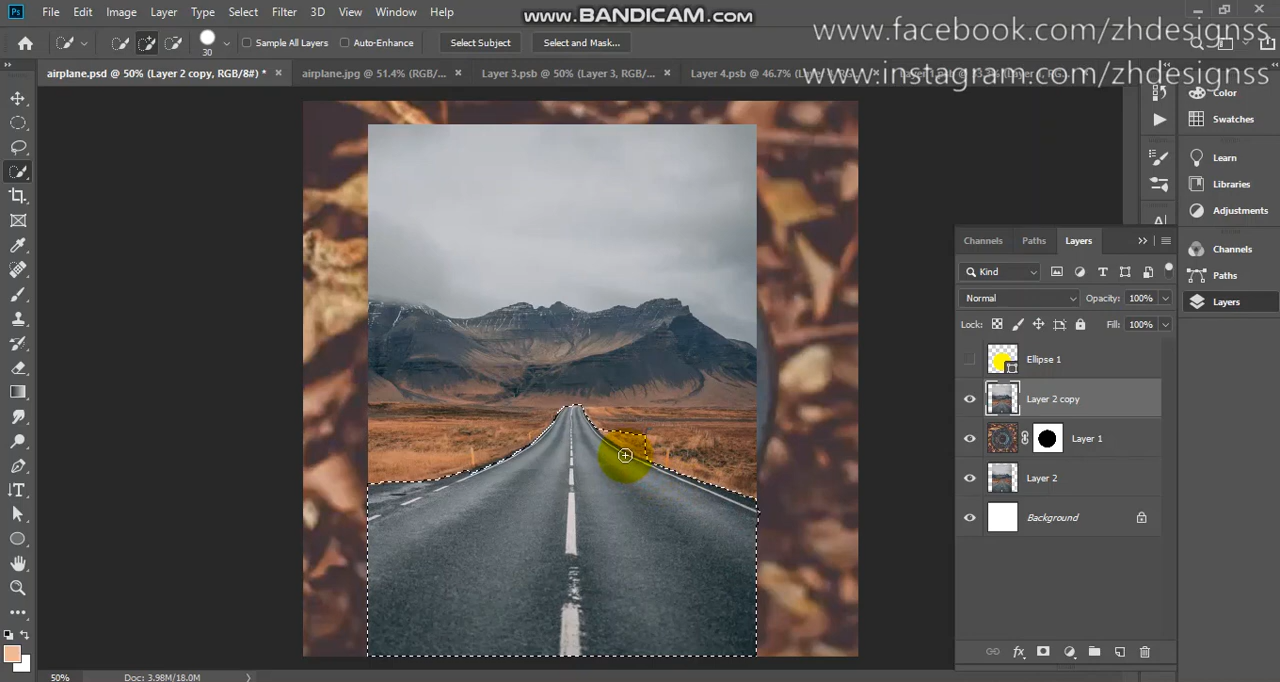 Ps File Edit Image Layer Type Select Filter 3D View Window Help
www.BANDICAM.com
www.facebook.com/zhdesignss
30 Sample All Layers Auto-Enhance Select Subject Select and Mask...
airplane.psd @ 50% (Layer 2 copy, RGB/8#) * airplane.jpg @ 51.4% (RGB/... Layer 3.psb @ 50% (Layer 3, RGB/... Layer 4.psb @ 46.7%
www.instagram.com/zhdesignss
Color
Swatches
Learn
Libraries
Adjustments
Channels
Paths
Layers
Channels Paths Layers
Kind
Normal Opacity: 100%
Lock: Fill: 100%
Ellipse 1
Layer 2 copy
Layer 1
Layer 2
Background
fx
50% Doc: 3.98M/18.0M